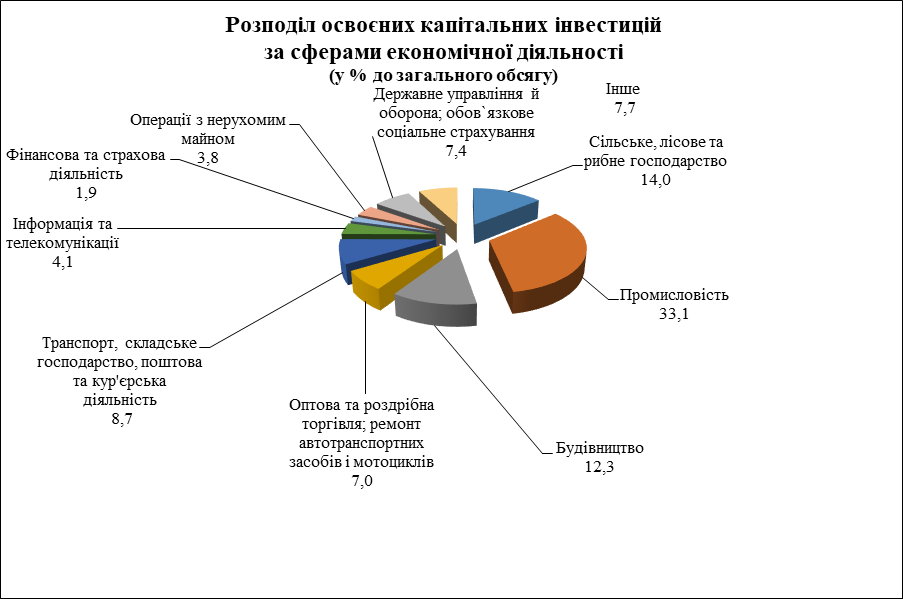 Розподіл освоєних капітальних інвестицій
за сферами економічної діяльності
(у % до загального обсягу)
Державне управління  й
оборона; обов`язкове
соціальне страхування
7,4
Інше
7,7
Операції з нерухомим
майном
3,8
Сільське, лісове та
рибне господарство
14,0
Фінансова та страхова
діяльність
1,9
Інформація та
телекомунікації
4,1
Промисловість
33,1
Транспорт,  складське
господарство, поштова
та кур'єрська
діяльність
8,7
Оптова та роздрібна
торгівля; ремонт
автотранспортних
засобів і мотоциклів
7,0
Будівництво
12,3